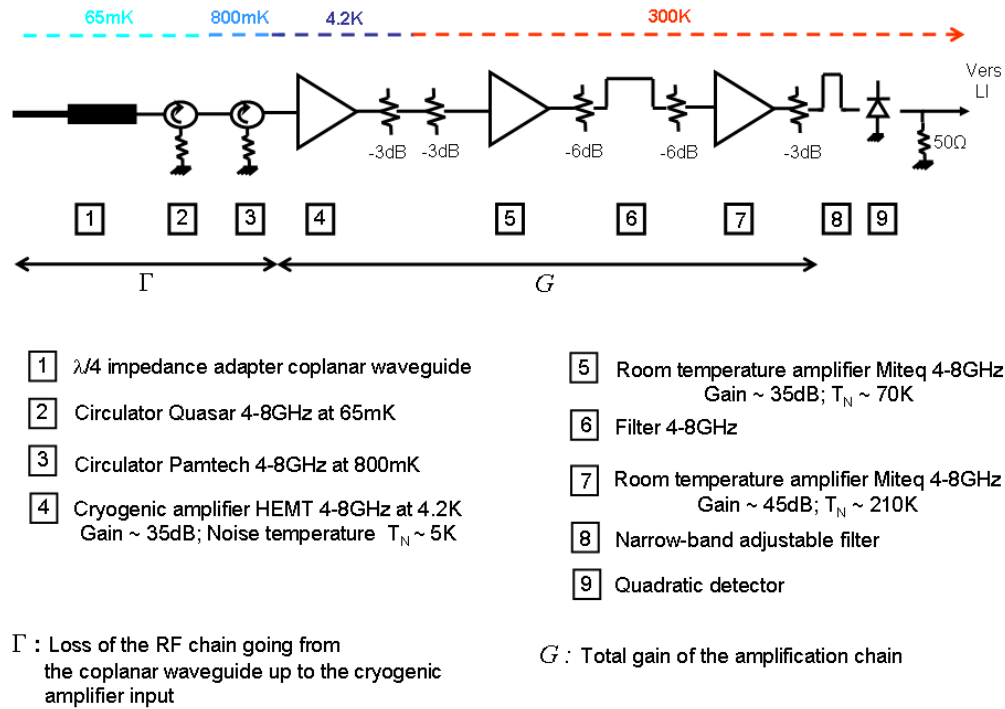 65mK 800mK 4.2K 300K
Vers
LI
-3dB -3dB -6dB -6dB -3dB 50Ω
1 2 3 4 5 6 7 8 9
Γ G
1 λ/4 impedance adapter coplanar waveguide
2 Circulator Quasar 4-8GHz at 65mK
3 Circulator Pamtech 4-8GHz at 800mK
4 Cryogenic amplifier HEMT 4-8GHz at 4.2K
Gain ~ 35dB; Noise temperature T_N ~ 5K
5 Room temperature amplifier Miteq 4-8GHz
Gain ~ 35dB; T_N ~ 70K
6 Filter 4-8GHz
7 Room temperature amplifier Miteq 4-8GHz
Gain ~ 45dB; T_N ~ 210K
8 Narrow-band adjustable filter
9 Quadratic detector
Γ : Loss of the RF chain going from
the coplanar waveguide up to the cryogenic
amplifier input
G : Total gain of the amplification chain